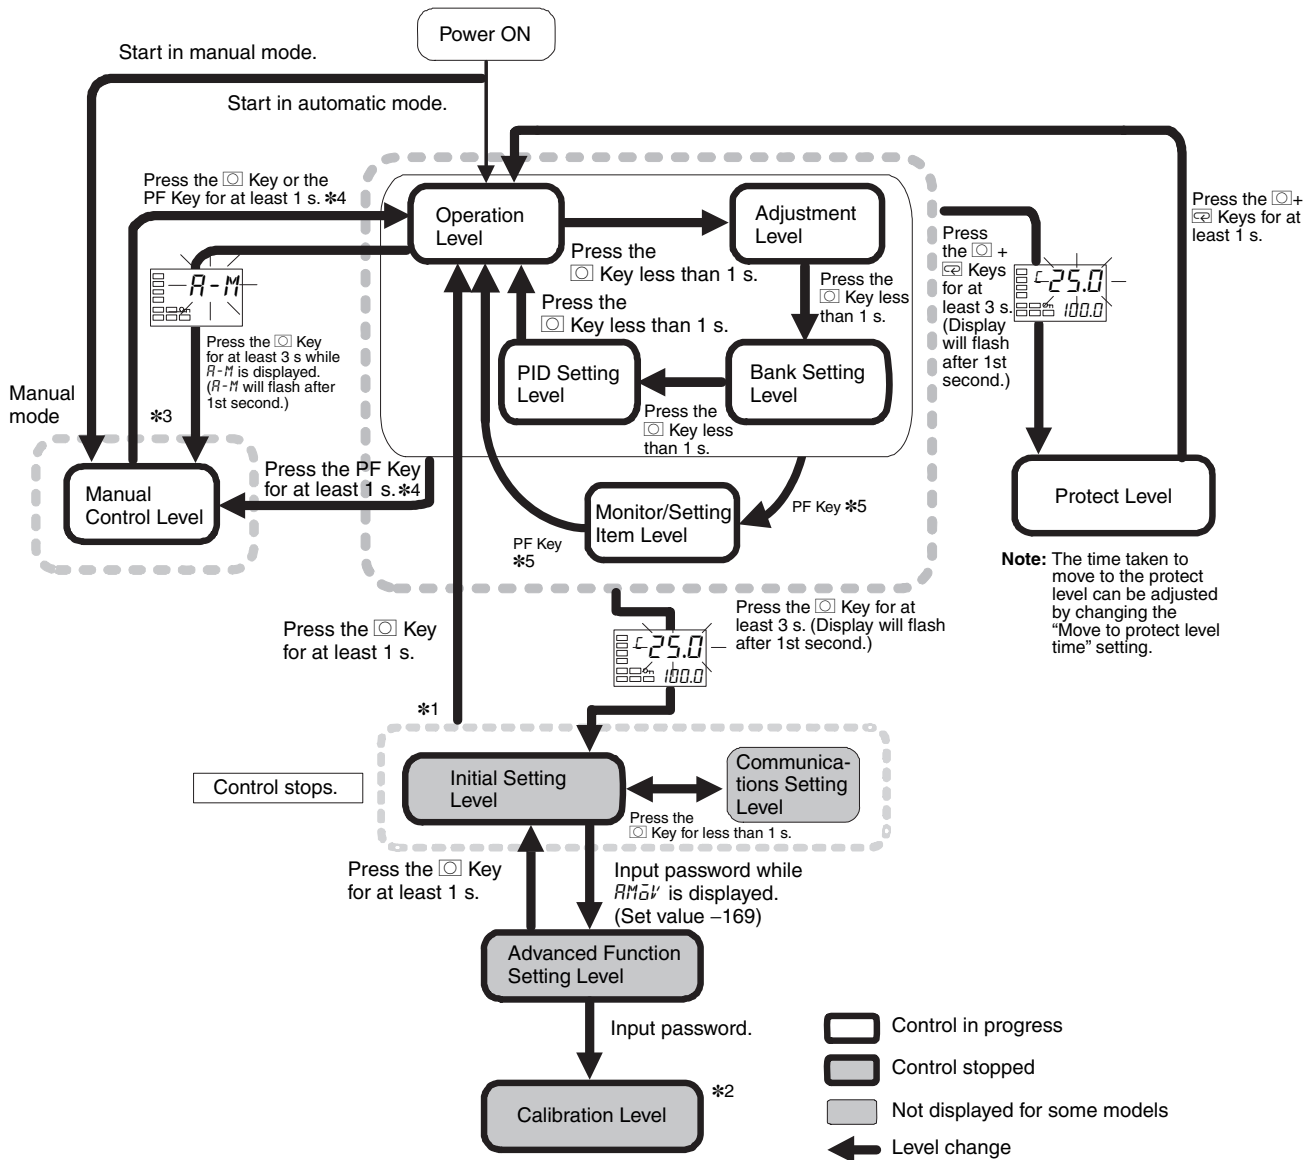 Power ON
Start in manual mode.
Start in automatic mode.
Press the Key or the
PF Key for at least 1 s. *4
Operation
Level
Adjustment
Level
Press the
Key less than 1 s.
Press the
Key less
than 1 s.
Press the
Key less than 1 s.
PID Setting
Level
Bank Setting
Level
Press the
Key less
than 1 s.
A-M
Press the Key
for at least 3 s while
A-M is displayed.
(A-M will flash after
1st second.)
*3
Manual
mode
Manual
Control Level
Press the PF Key
for at least 1 s. *4
Monitor/Setting
Item Level
PF Key *5
PF Key
*5
Press
the +
Keys
for at
least 3 s.
(Display
will flash
after 1st
second.)
C 25.0
100.0
Press the +
Keys for at
least 1 s.
Protect Level
Note: The time taken to
move to the protect
level can be adjusted
by changing the
“Move to protect level
time” setting.
Press the Key
for at least 1 s.
*1
Press the Key for at
least 3 s. (Display will flash
after 1st second.)
C 25.0
100.0
Control stops.
Initial Setting
Level
Communica-
tions Setting
Level
Press the
Key for less than 1 s.
Press the Key
for at least 1 s.
Input password while
AMoV is displayed.
(Set value −169)
Advanced Function
Setting Level
Input password.
Calibration Level
*2
Control in progress
Control stopped
Not displayed for some models
Level change